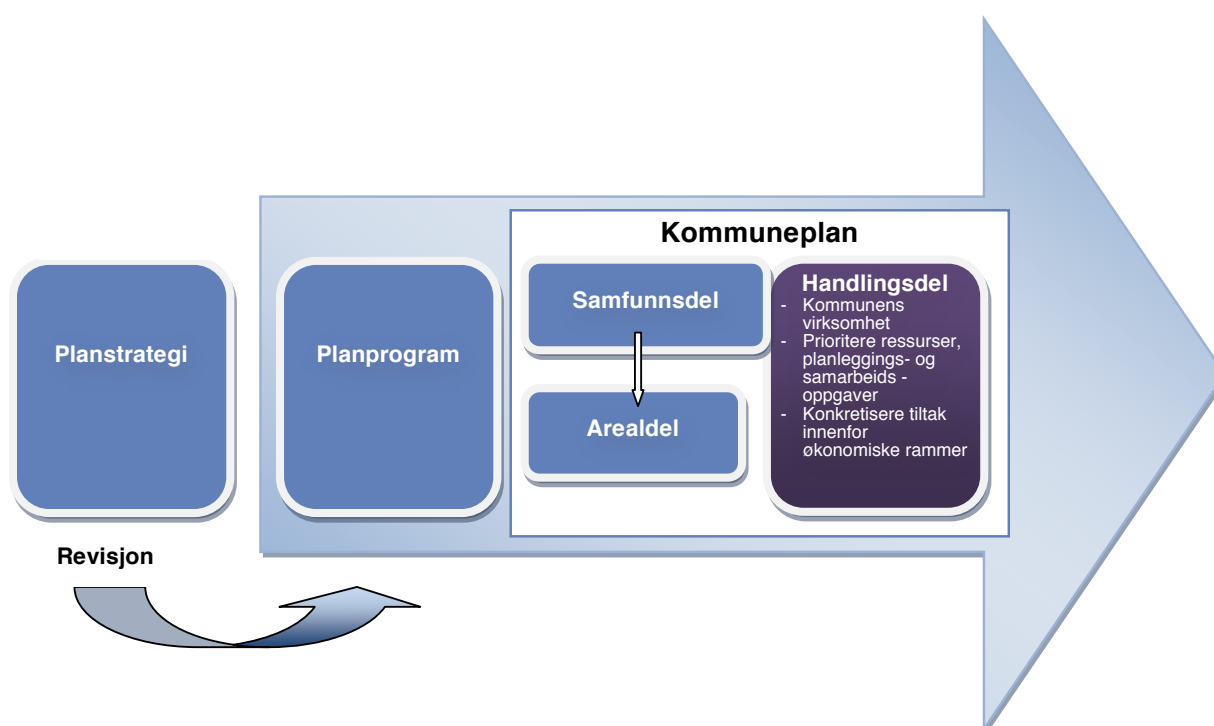 Planstrategi
Revisjon
Planprogram
Kommuneplan
Samfunnsdel
Arealdel
Handlingsdel
- Kommunens
virksomhet
- Prioritere ressurser,
planleggings- og
samarbeids -
oppgaver
- Konkretisere tiltak
innenfor
økonomiske rammer